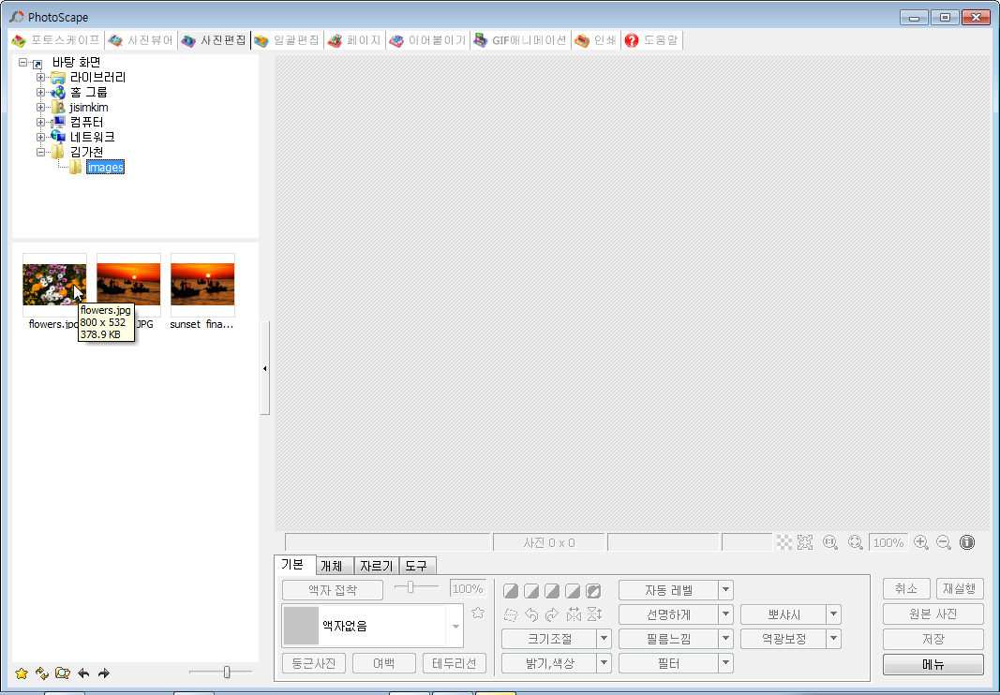 PhotoScape
포토스케이프 사진뷰어 사진편집 일괄편집 페이지 이어붙이기 GIF애니메이션 인쇄 도움말
바탕 화면
라이브러리
홈 그룹
jisimkim
컴퓨터
네트워크
김가천
images
flowers.jpg JPG sunset fina...
flowers.jpg
800 x 532
378.9 KB
사진 0 x 0 100%
기본 개체 자르기 도구
액자 접착 100% 자동 레벨 취소 재실행
액자없음 선명하게 뽀샤시 원본 사진
크기조절 필름느낌 역광보정 저장
둥근사진 여백 테두리선 밝기,색상 필터 메뉴